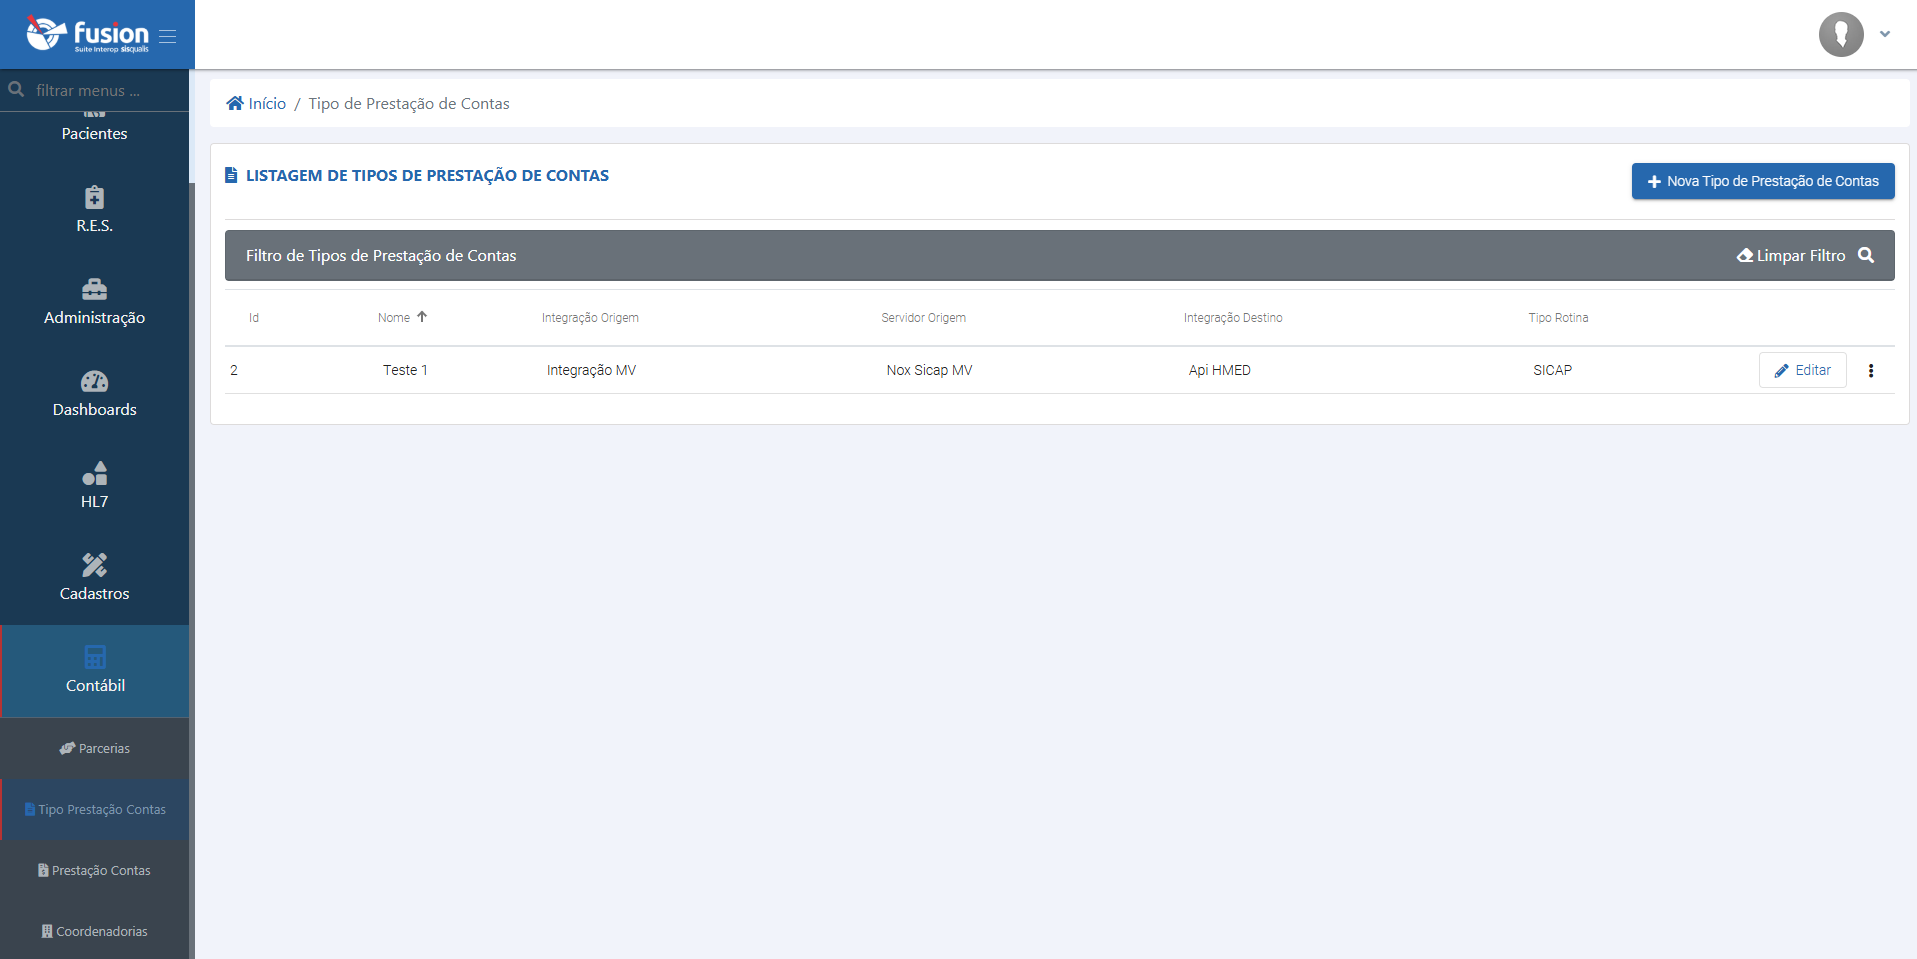 fusion
Suite Interop sisqualis
filtrar menus ...
Pacientes
R.E.S.
Administração
Dashboards
HL7
Cadastros
Contábil
Parcerias
Tipo Prestação Contas
Prestação Contas
Coordenadorias
Início / Tipo de Prestação de Contas
LISTAGEM DE TIPOS DE PRESTAÇÃO DE CONTAS
Nova Tipo de Prestação de Contas
Filtro de Tipos de Prestação de Contas
Limpar Filtro
Id Nome Integração Origem Servidor Origem Integração Destino Tipo Rotina
2 Teste 1 Integração MV Nox Sicap MV Api HMED SICAP Editar